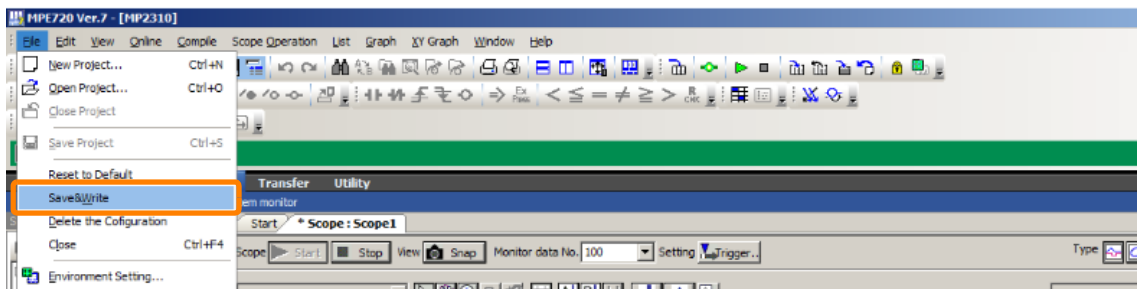 MPE720 Ver.7 - [MP2310]
File Edit View Online Compile Scope Operation List Graph XY Graph Window Help
New Project... Ctrl+N
Open Project... Ctrl+O
Close Project
Save Project Ctrl+S
Reset to Default
Transfer Utility
Save&Write
em monitor
Delete the Cofiguration
Start * Scope : Scope1
Close Ctrl+F4
Scope Start Stop View Snap Monitor data No. 100 Setting Trigger.. Type
Environment Setting...